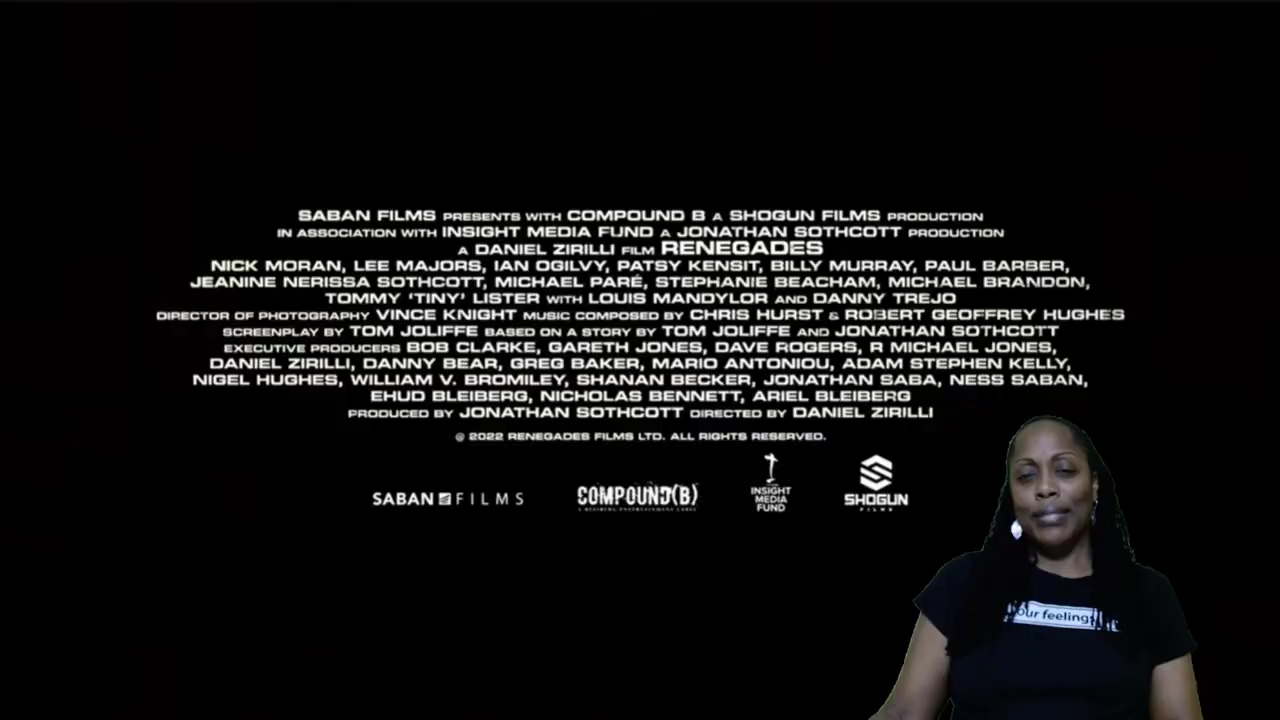 SABAN FILMS PRESENTS WITH COMPOUND B A SHOGUN FILMS PRODUCTION
IN ASSOCIATION WITH INSIGHT MEDIA FUND A JONATHAN SOTHCOTT PRODUCTION
A DANIEL ZIRILLI FILM RENEGADES
NICK MORAN, LEE MAJORS, IAN OGILVY, PATSY KENSIT, BILLY MURRAY, PAUL BARBER,
JEANINE NERISSA SOTHCOTT, MICHAEL PARÉ, STEPHANIE BEACHAM, MICHAEL BRANDON,
TOMMY 'TINY' LISTER WITH LOUIS MANDYLOR AND DANNY TREJO
DIRECTOR OF PHOTOGRAPHY VINCE KNIGHT MUSIC COMPOSED BY CHRIS HURST & ROBERT GEOFFREY HUGHES
SCREENPLAY BY TOM JOLIFFE BASED ON A STORY BY TOM JOLIFFE AND JONATHAN SOTHCOTT
EXECUTIVE PRODUCERS BOB CLARKE, GARETH JONES, DAVE ROGERS, R MICHAEL JONES,
DANIEL ZIRILLI, DANNY BEAR, GREG BAKER, MARIO ANTONIOU, ADAM STEPHEN KELLY,
NIGEL HUGHES, WILLIAM V. BROMILEY, SHANAN BECKER, JONATHAN SABA, NESS SABAN,
EHUD BLEIBERG, NICHOLAS BENNETT, ARIEL BLEIBERG
PRODUCED BY JONATHAN SOTHCOTT DIRECTED BY DANIEL ZIRILLI
© 2022 RENEGADES FILMS LTD. ALL RIGHTS RESERVED.
SABAN FILMS
COMPOUND(B)
INSIGHT
MEDIA
FUND
SHOGUN
FILMS
our feelings